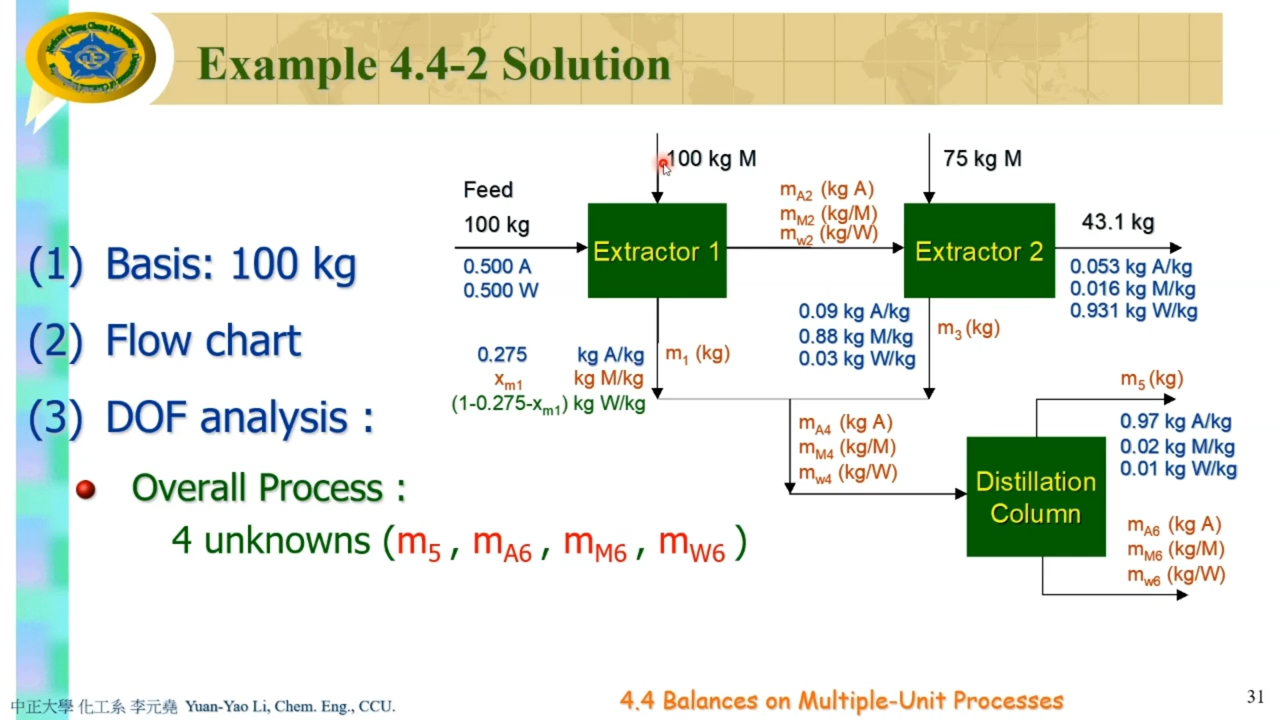 Example 4.4-2 Solution
(1) Basis: 100 kg
(2) Flow chart
(3) DOF analysis :
Overall Process :
4 unknowns (m5 , mA6 , mM6 , mW6 )
Feed
100 kg
0.500 A
0.500 W
100 kg M
Extractor 1
mA2 (kg A)
mM2 (kg/M)
mw2 (kg/W)
75 kg M
Extractor 2
43.1 kg
0.053 kg A/kg
0.016 kg M/kg
0.931 kg W/kg
0.275 kg A/kg
xm1 kg M/kg
(1-0.275-xm1) kg W/kg
m1 (kg)
0.09 kg A/kg
0.88 kg M/kg
0.03 kg W/kg
m3 (kg)
mA4 (kg A)
mM4 (kg/M)
mw4 (kg/W)
Distillation
Column
m5 (kg)
0.97 kg A/kg
0.02 kg M/kg
0.01 kg W/kg
mA6 (kg A)
mM6 (kg/M)
mw6 (kg/W)
中正大學 化工系 李元堯 Yuan-Yao Li, Chem. Eng., CCU.
4.4 Balances on Multiple-Unit Processes
31